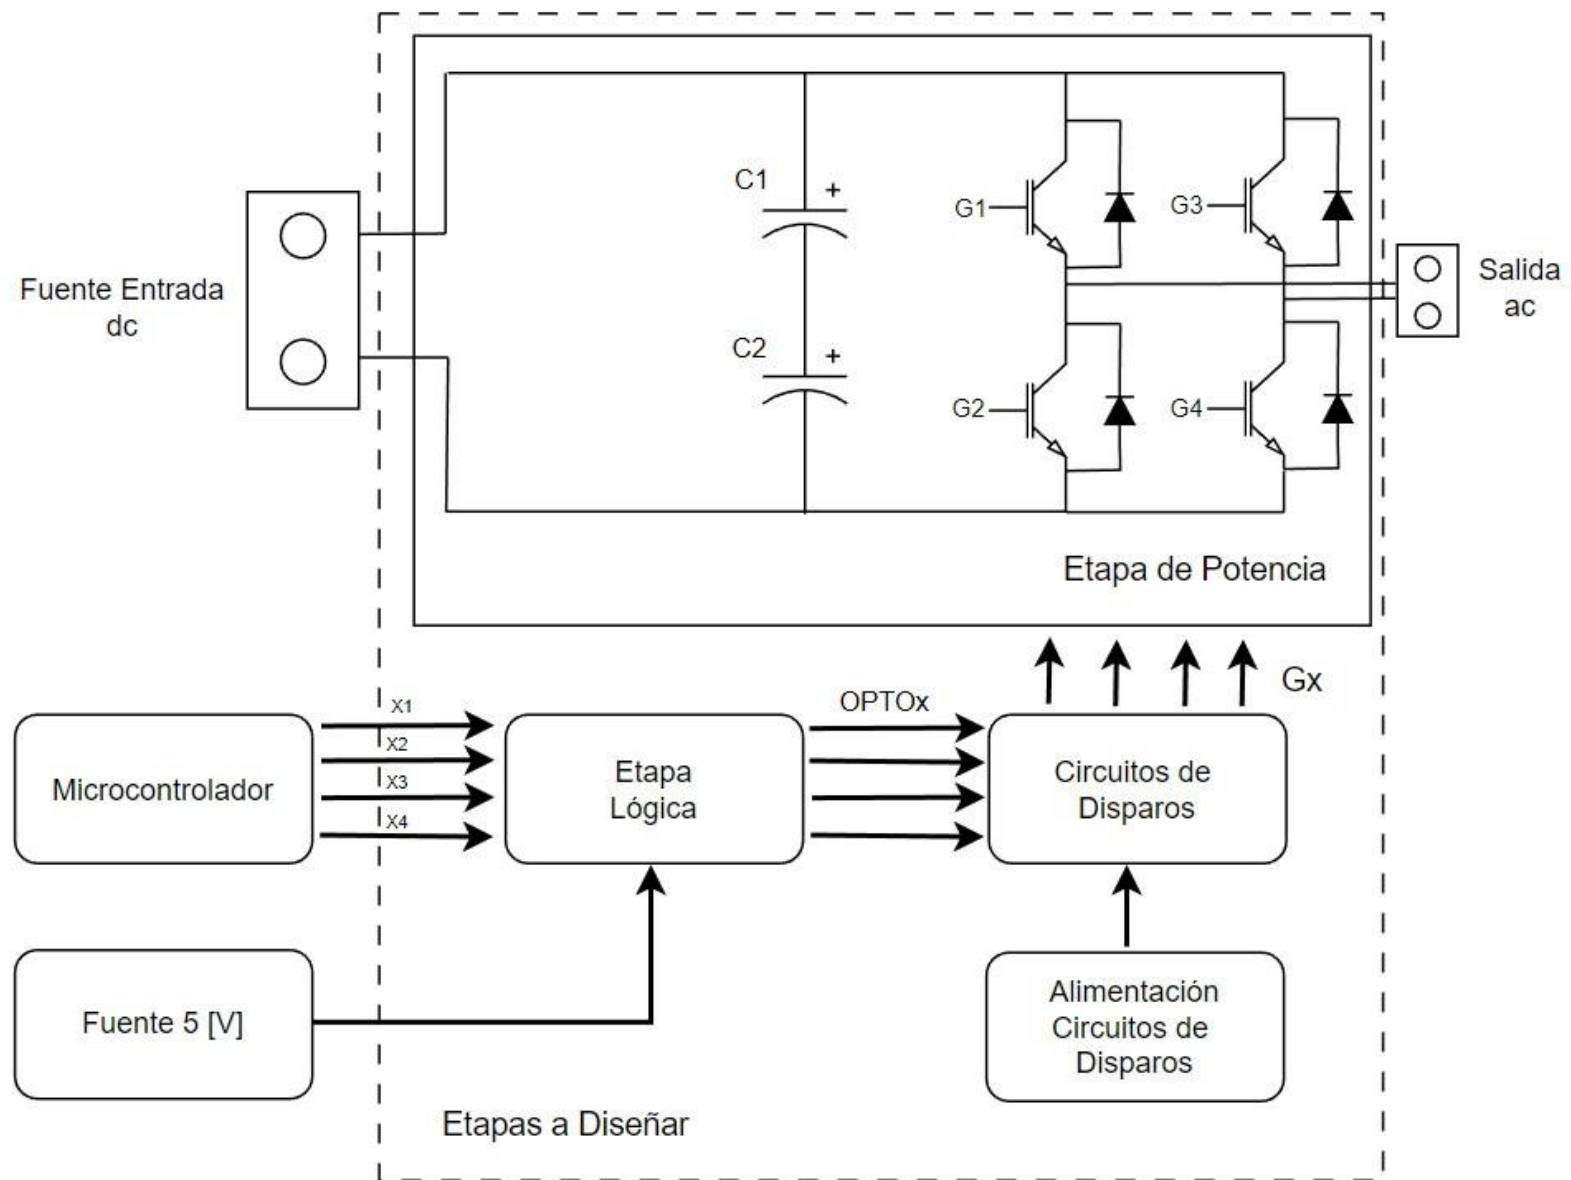 C1
+
G1
G3
Fuente Entrada
dc
Salida
ac
C2
+
G2
G4
Etapa de Potencia
Gx
OPTOx
X1
X2
X3
X4
Microcontrolador
Etapa
Lógica
Circuitos de
Disparos
Fuente 5 [V]
Alimentación
Circuitos de
Disparos
Etapas a Diseñar